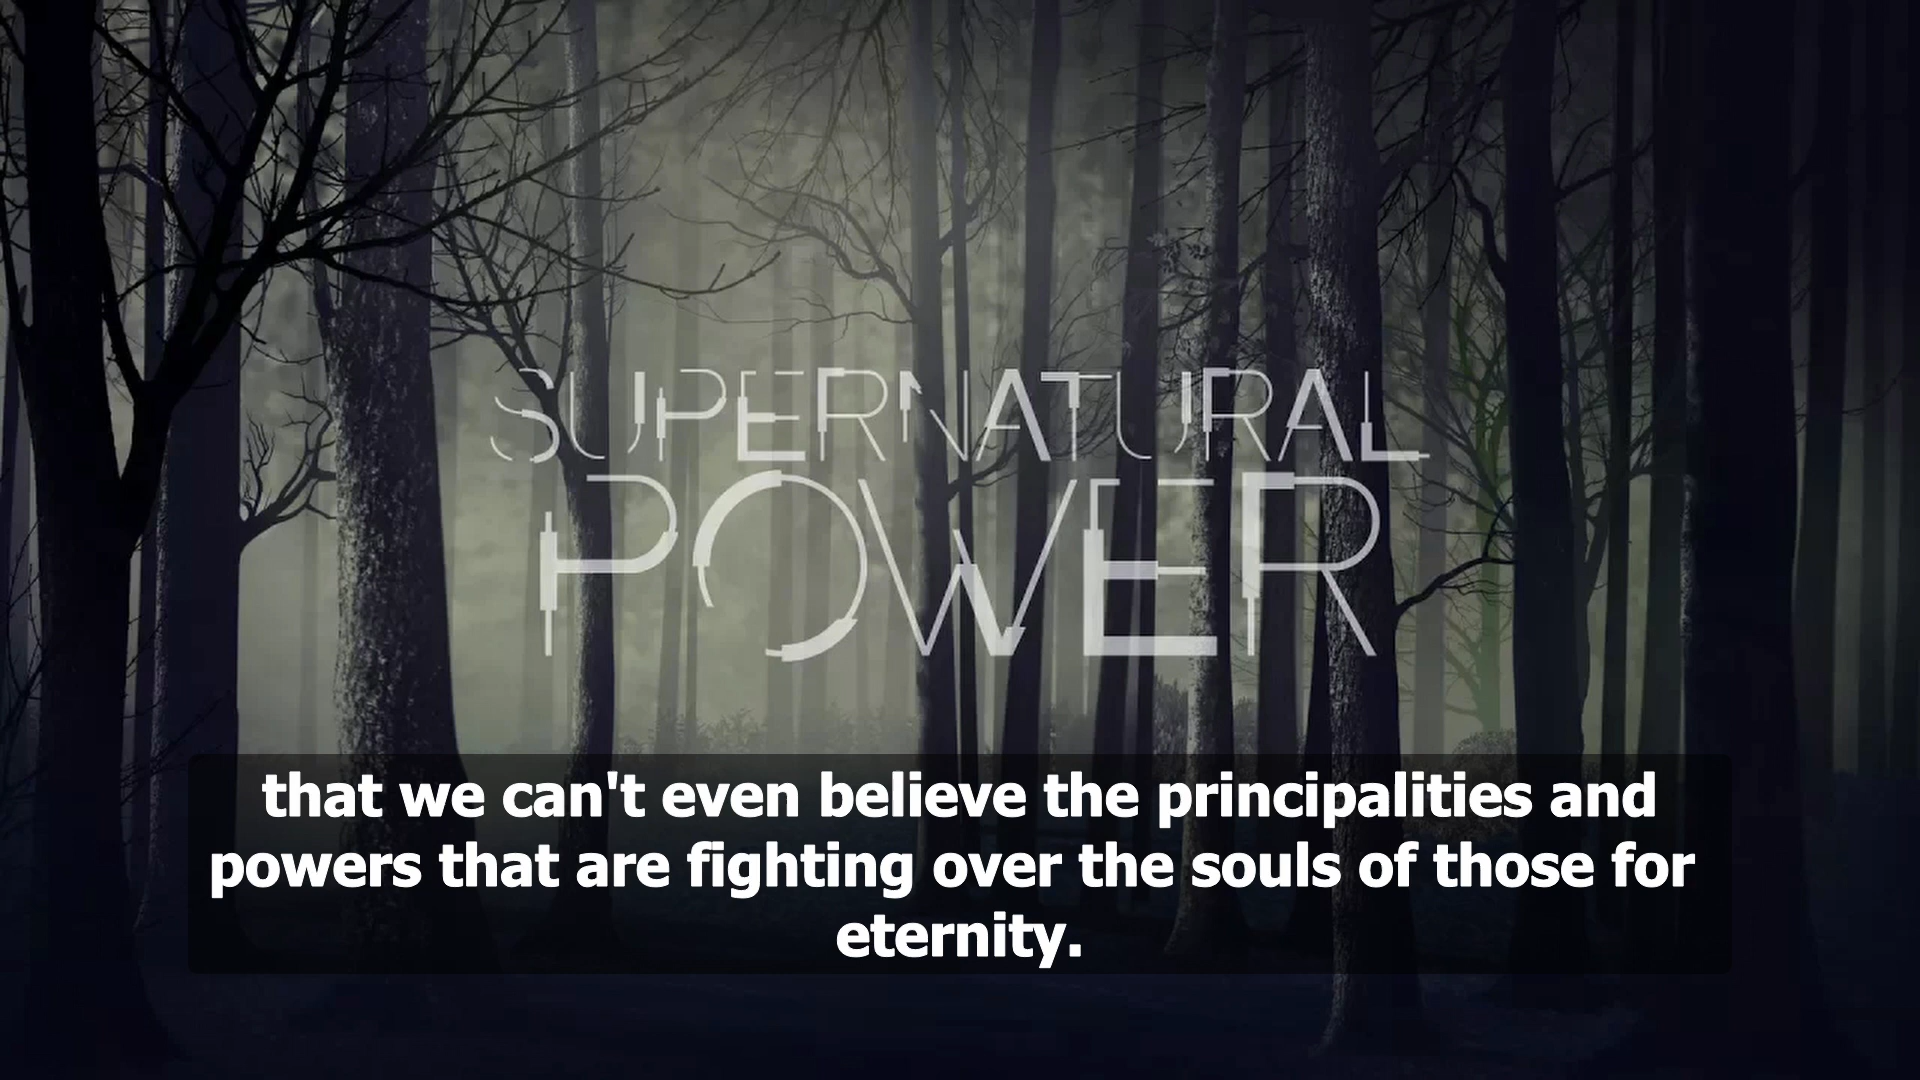 SUPERNATURAL
POWER
that we can't even believe the principalities and
powers that are fighting over the souls of those for
eternity.